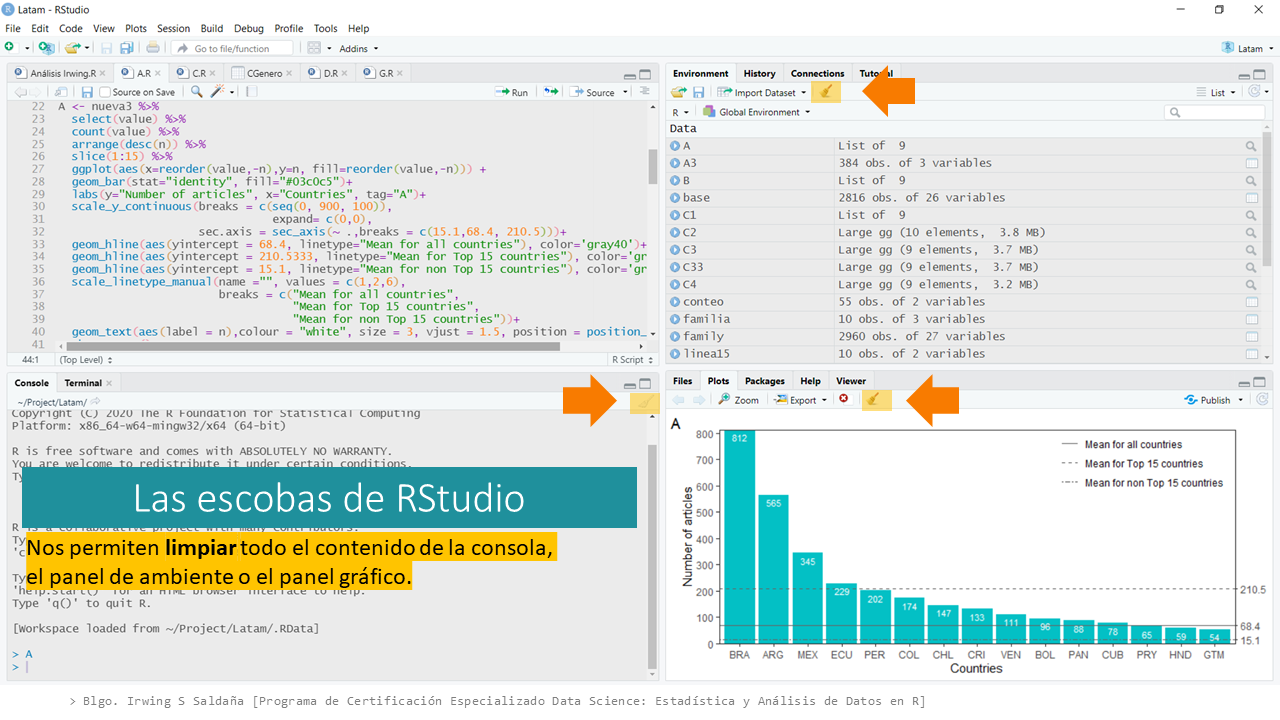 Latam - RStudio
File Edit Code View Plots Session Build Debug Profile Tools Help
Go to file/function Addins Latam
Análisis Irwing.R A.R C.R CGenero D.R G.R
Source on Save Run Source
22 A <- nueva3 %>%
23 select(value) %>%
24 count(value) %>%
25 arrange(desc(n)) %>%
26 slice(1:15) %>%
27 ggplot(aes(x=reorder(value,-n),y=n, fill=reorder(value,-n))) +
28 geom_bar(stat="identity", fill="#03c0c5")+
29 labs(y="Number of articles", x="Countries", tag="A")+
30 scale_y_continuous(breaks = c(seq(0, 900, 100)),
31 expand= c(0,0),
32 sec.axis = sec_axis(~ .,breaks = c(15.1,68.4, 210.5)))+
33 geom_hline(aes(yintercept = 68.4, linetype="Mean for all countries"), color='gray40')+
34 geom_hline(aes(yintercept = 210.5333, linetype="Mean for Top 15 countries"), color='gr
35 geom_hline(aes(yintercept = 15.1, linetype="Mean for non Top 15 countries"), color='gr
36 scale_linetype_manual(name ="", values = c(1,2,6),
37 breaks = c("Mean for all countries",
38 "Mean for Top 15 countries",
39 "Mean for non Top 15 countries"))+
40 geom_text(aes(label = n),colour = "white", size = 3, vjust = 1.5, position = position_
41
44:1 (Top Level) R Script
Console Terminal
~/Project/Latam/
Copyright (C) 2020 The R Foundation for Statistical Computing
Platform: x86_64-w64-mingw32/x64 (64-bit)
R is free software and comes with ABSOLUTELY NO WARRANTY.
You are welcome to redistribute it under certain conditions.
Ty
Las escobas de RStudio
R is a collaborative project with many contributors.
Ty
'c
Nos permiten limpiar todo el contenido de la consola,
el panel de ambiente o el panel gráfico.
Ty
'help.start()' for an HTML browser interface to help.
Type 'q()' to quit R.
[Workspace loaded from ~/Project/Latam/.RData]
> A
>
Environment History Connections Tutorial
Import Dataset List
R Global Environment
Data
A List of 9
A3 384 obs. of 3 variables
B List of 9
base 2816 obs. of 26 variables
C1 List of 9
C2 Large gg (10 elements, 3.8 MB)
C3 Large gg (9 elements, 3.7 MB)
C33 Large gg (9 elements, 3.7 MB)
C4 Large gg (9 elements, 3.2 MB)
conteo 55 obs. of 2 variables
familia 10 obs. of 3 variables
family 2960 obs. of 27 variables
linea15 10 obs. of 2 variables
Files Plots Packages Help Viewer
Zoom Export Publish
A
Number of articles
800
700
600
500
400
300
200
100
0
812 565 345 229 202 174 147 133 111 96 88 78 65 59 54
Mean for all countries
Mean for Top 15 countries
Mean for non Top 15 countries
210.5
68.4
15.1
BRA ARG MEX ECU PER COL CHL CRI VEN BOL PAN CUB PRY HND GTM
Countries
> Blgo. Irwing S Saldaña [Programa de Certificación Especializado Data Science: Estadística y Análisis de Datos en R]